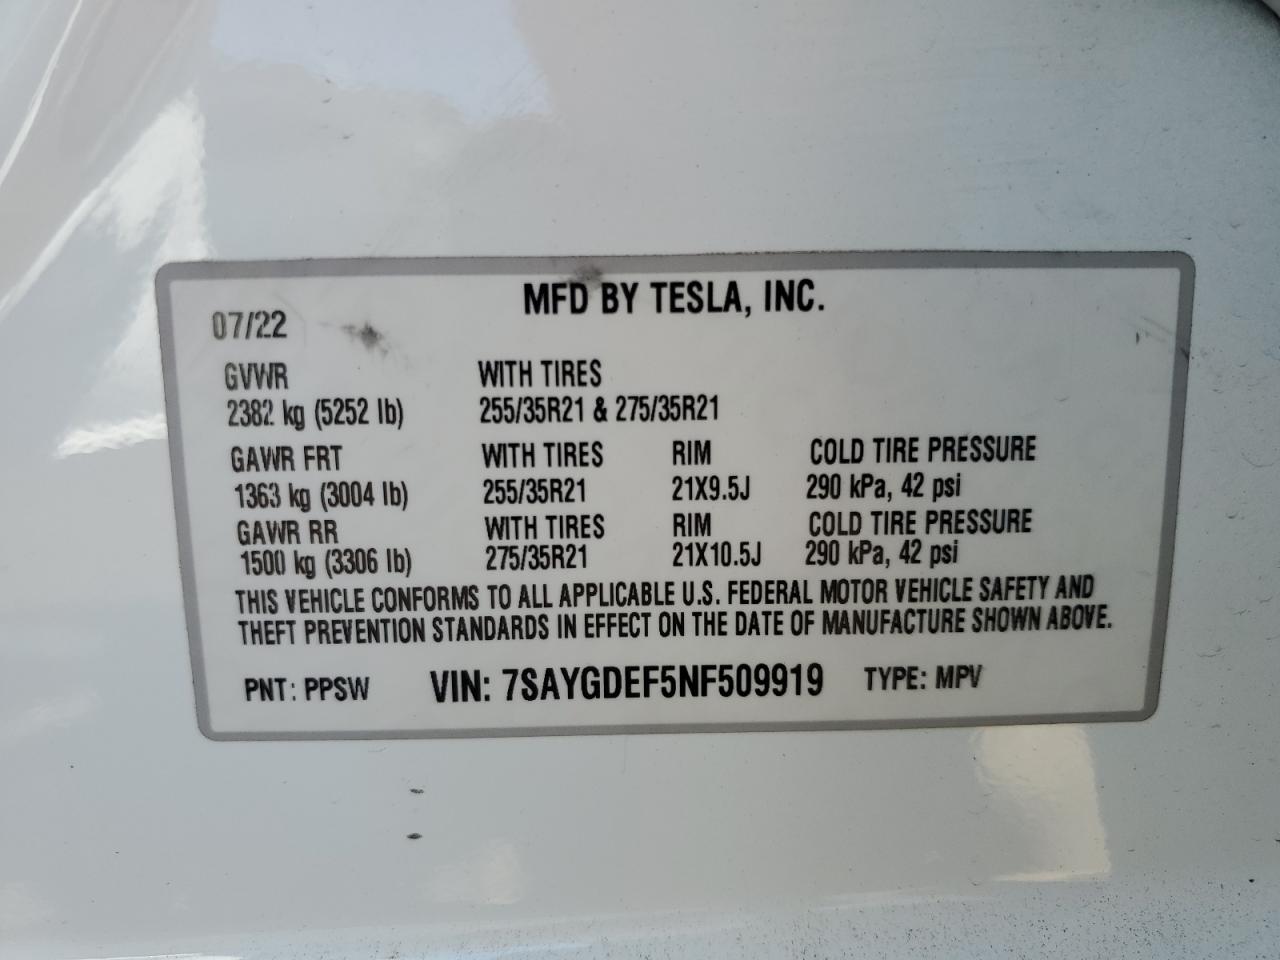 MFD BY TESLA, INC.
07/22
GVWR WITH TIRES
2382 kg (5252 lb) 255/35R21 & 275/35R21
GAWR FRT WITH TIRES RIM COLD TIRE PRESSURE
1363 kg (3004 lb) 255/35R21 21X9.5J 290 kPa, 42 psi
GAWR RR WITH TIRES RIM COLD TIRE PRESSURE
1500 kg (3306 lb) 275/35R21 21X10.5J 290 kPa, 42 psi
THIS VEHICLE CONFORMS TO ALL APPLICABLE U.S. FEDERAL MOTOR VEHICLE SAFETY AND
THEFT PREVENTION STANDARDS IN EFFECT ON THE DATE OF MANUFACTURE SHOWN ABOVE.
PNT: PPSW VIN: 7SAYGDEF5NF509919 TYPE: MPV